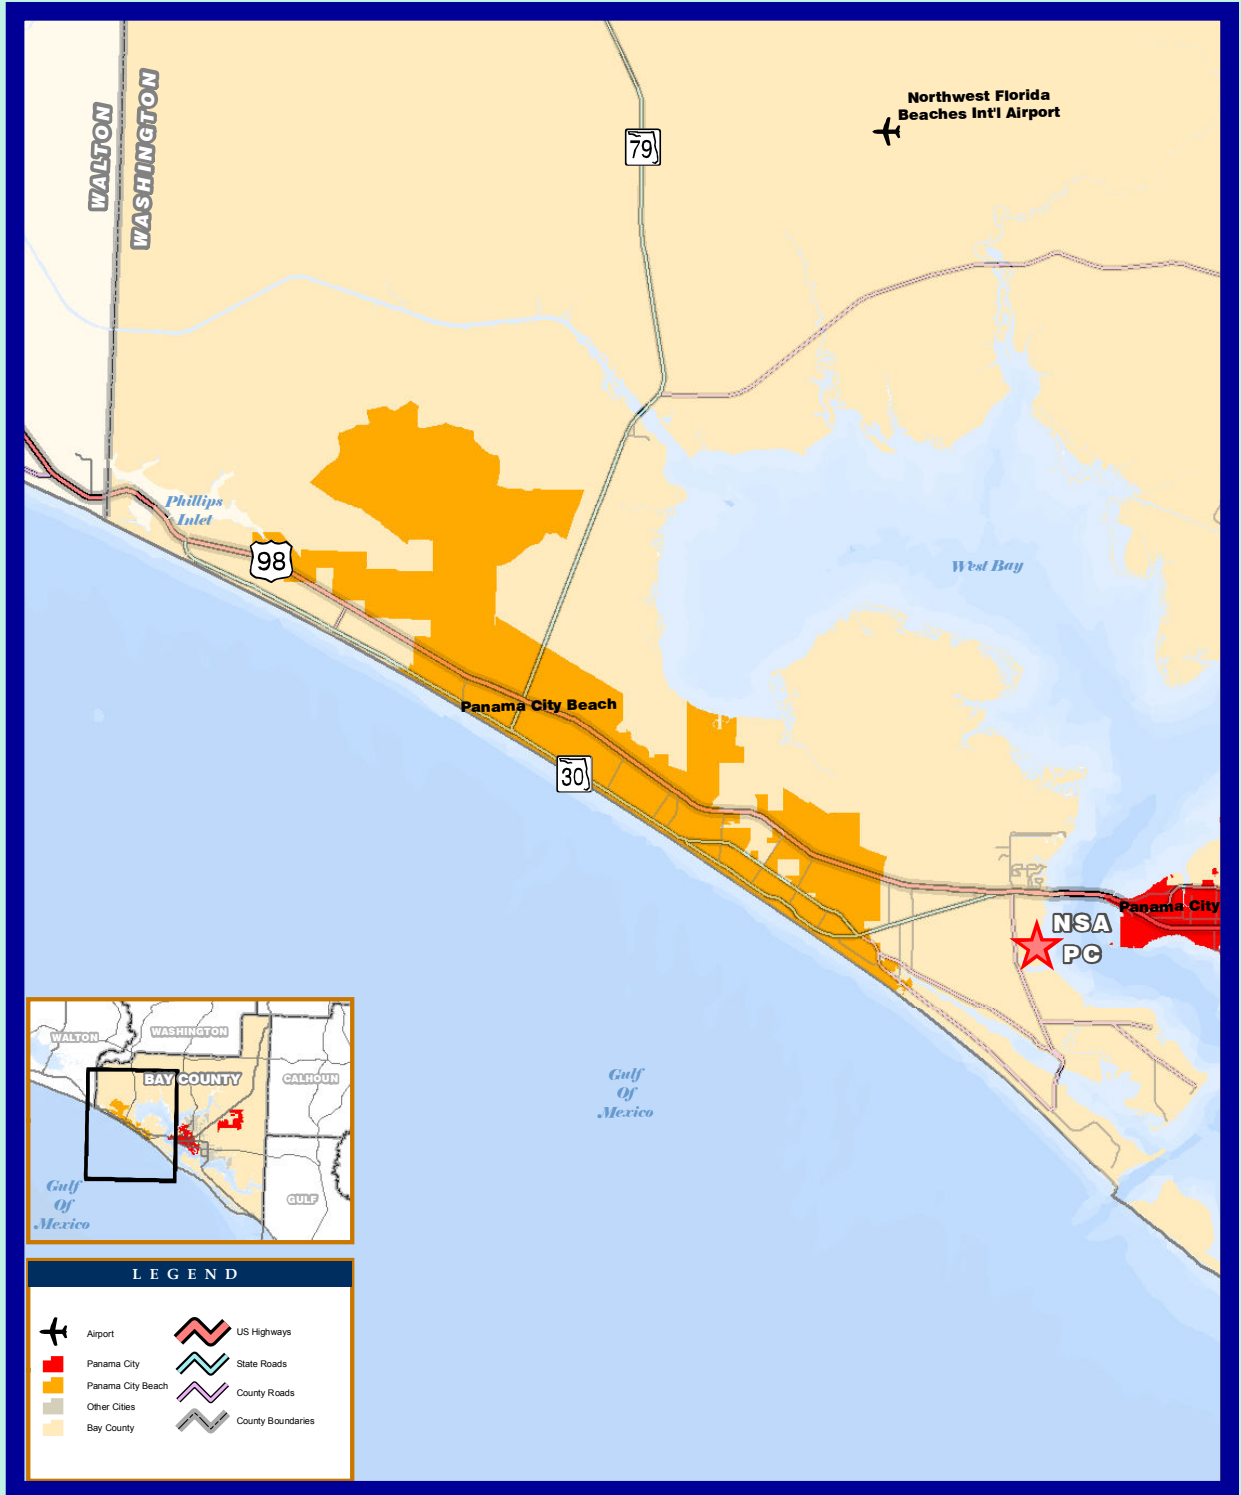 Northwest Florida
Beaches Int'l Airport
WALTON
WASHINGTON
79
Phillips
Inlet
98
West Bay
Panama City Beach
30
Panama City
NSA
PC
Gulf
Of
Mexico
WALTON
WASHINGTON
BAY COUNTY
CALHOUN
GULF
Gulf
Of
Mexico
LEGEND
Airport
Panama City
Panama City Beach
Other Cities
Bay County
US Highways
State Roads
County Roads
County Boundaries